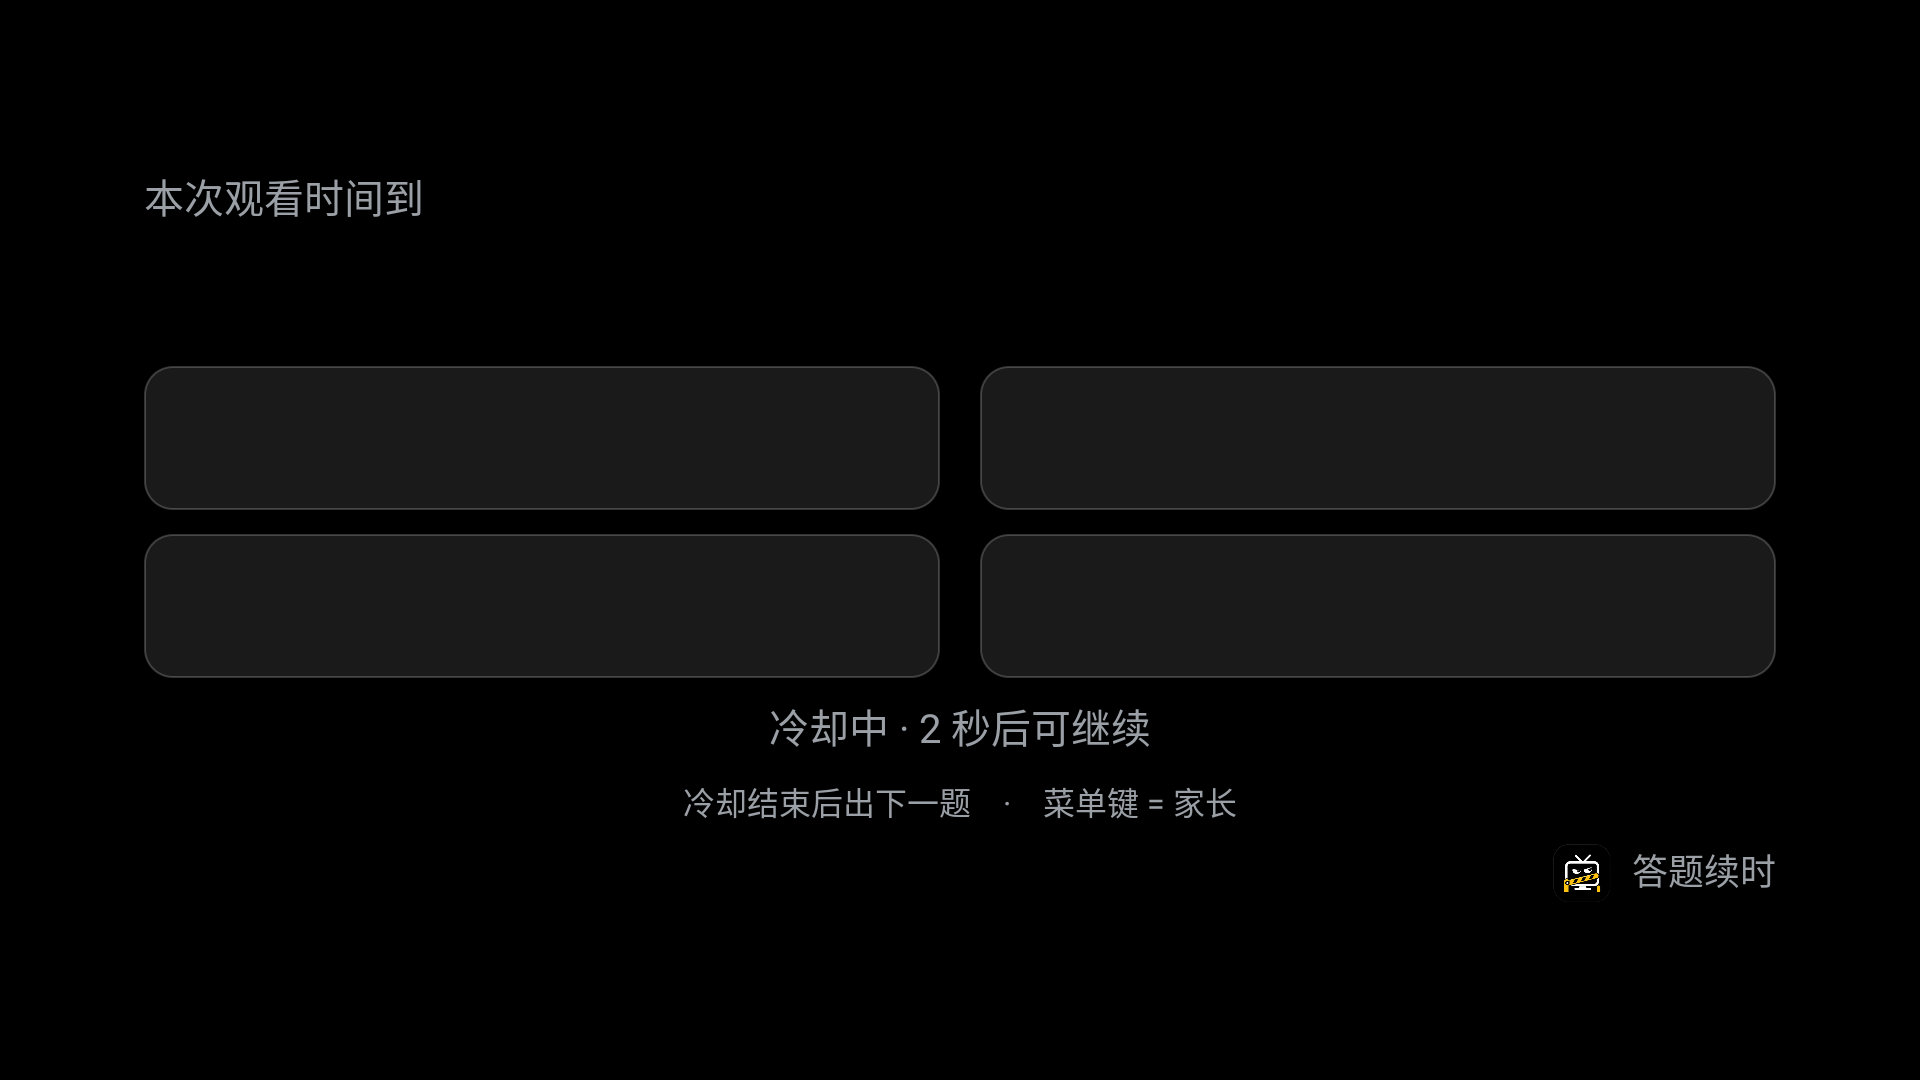 本次观看时间到
冷却中 · 2 秒后可继续
冷却结束后出下一题 · 菜单键 = 家长
答题续时